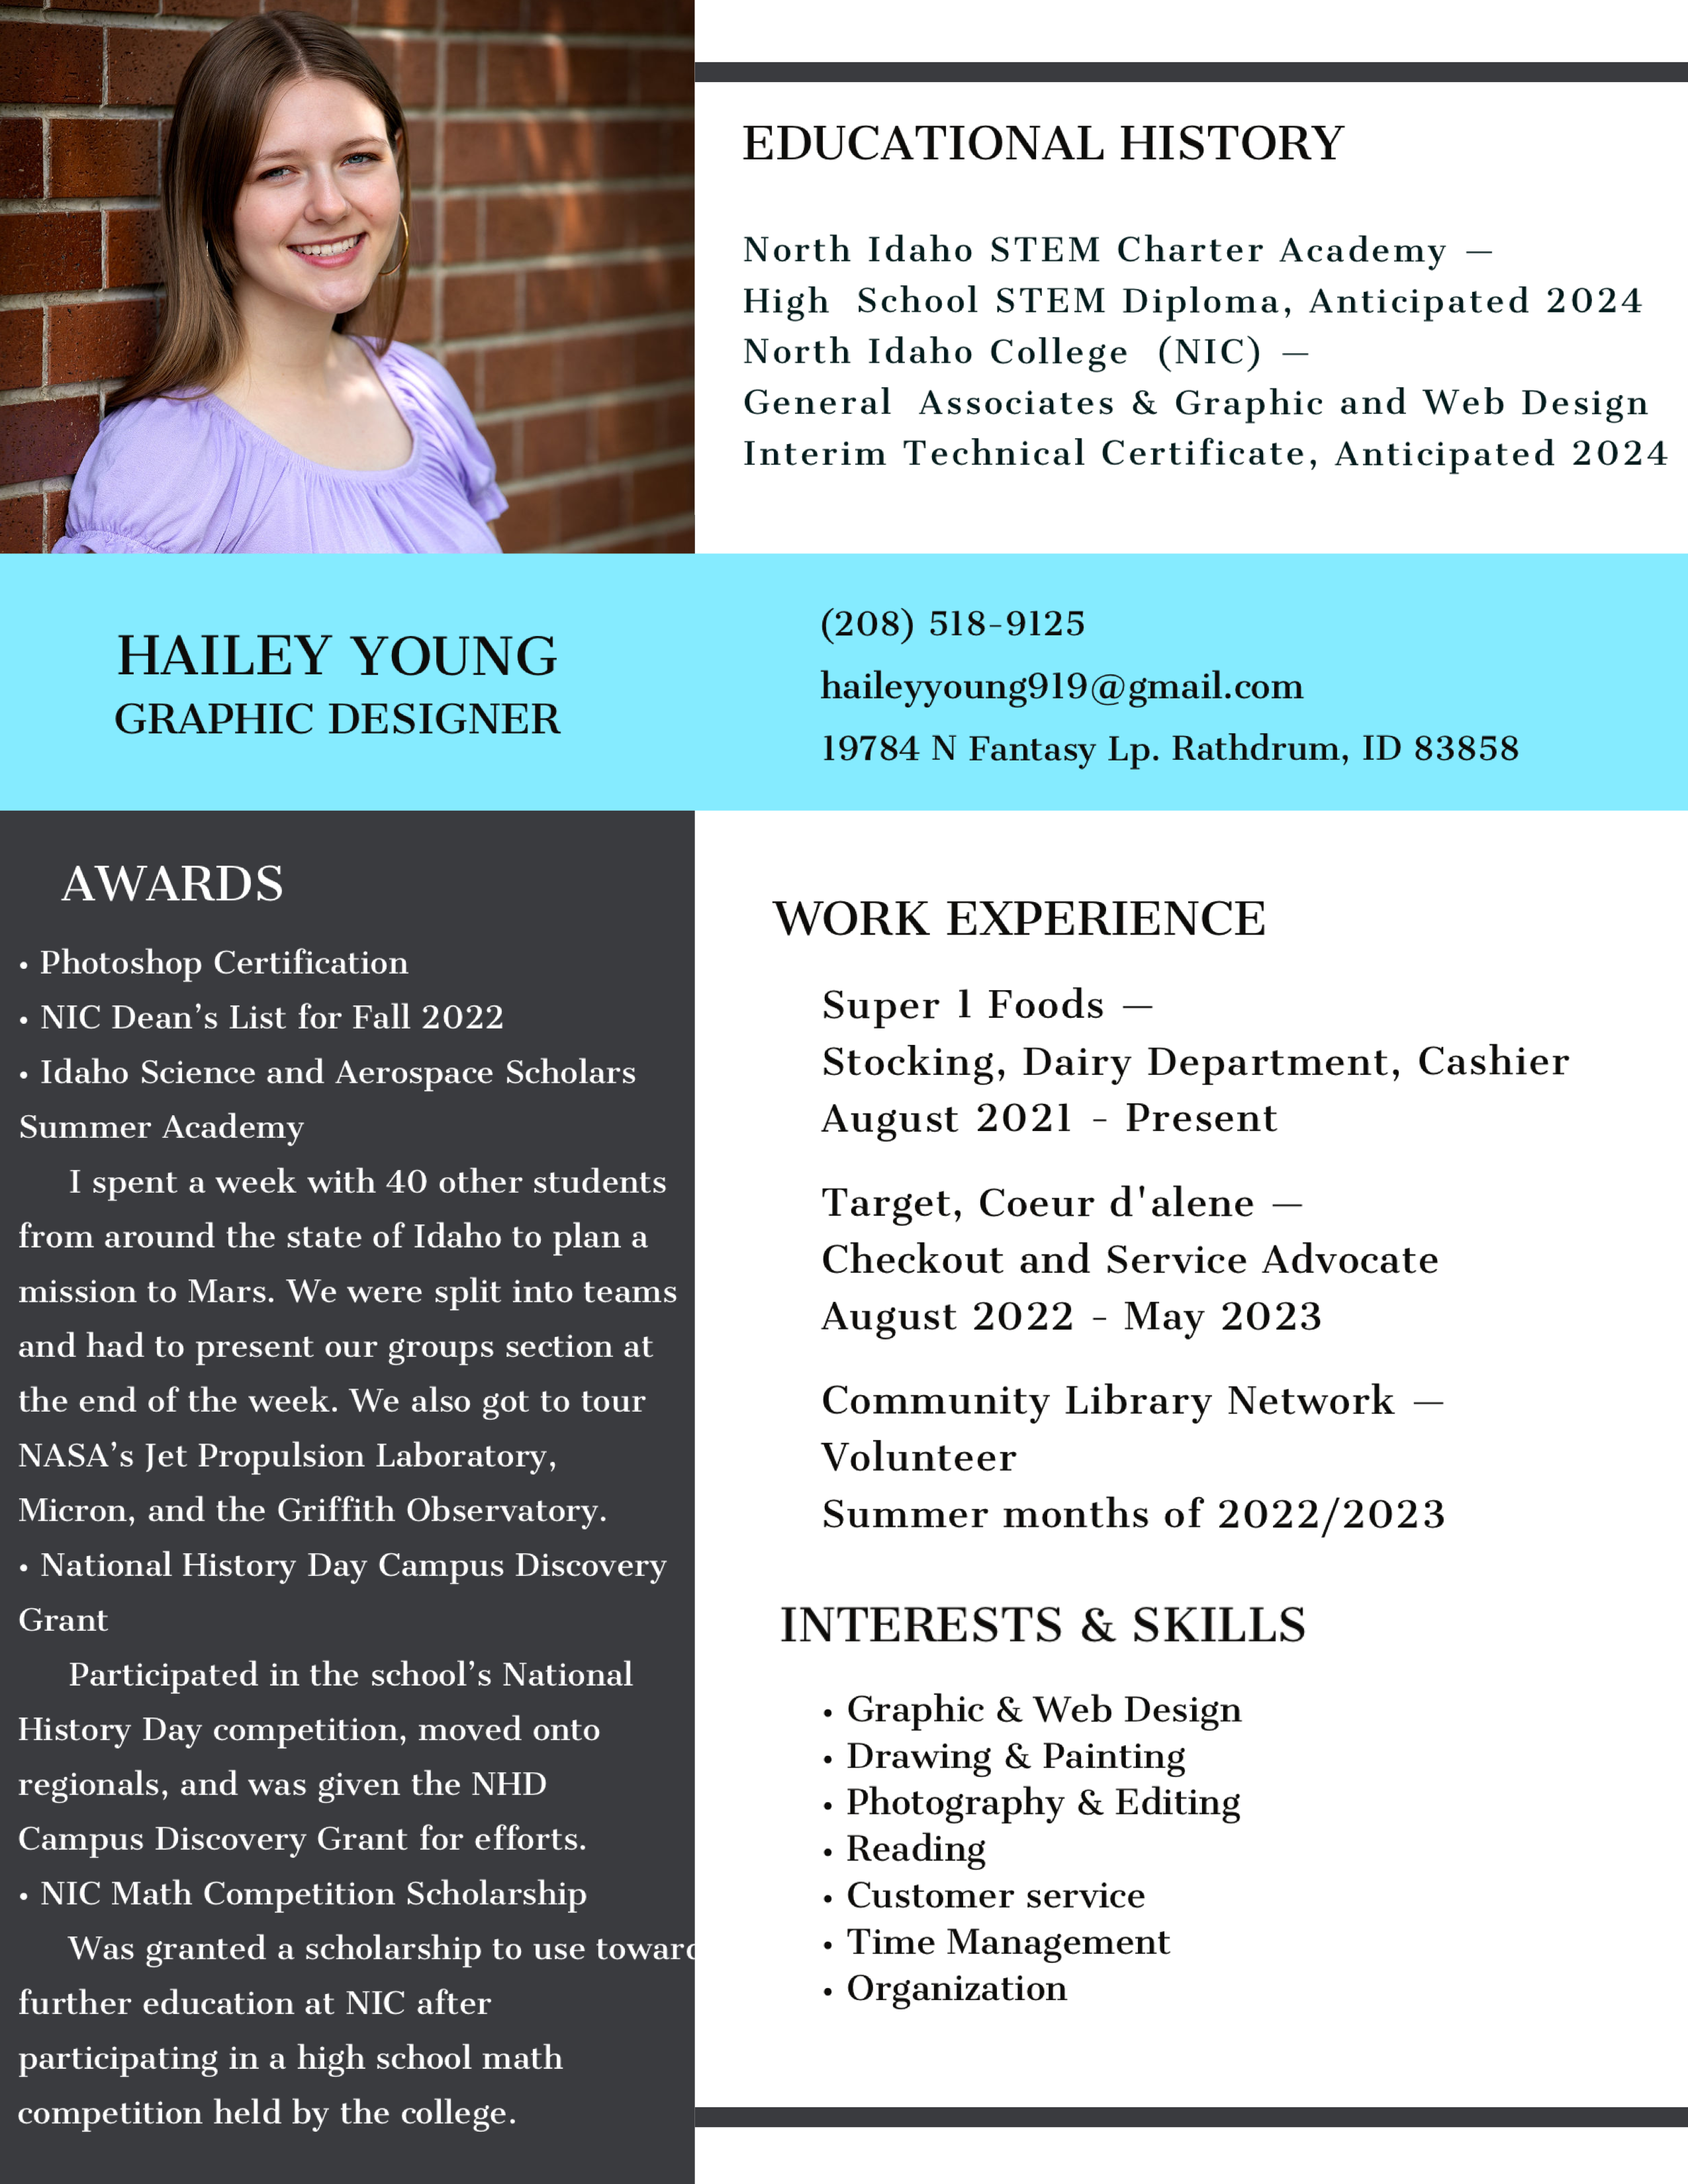 EDUCATIONAL HISTORY
North Idaho STEM Charter Academy —
High School STEM Diploma, Anticipated 2024
North Idaho College (NIC) —
General Associates & Graphic and Web Design
Interim Technical Certificate, Anticipated 2024
HAILEY YOUNG
GRAPHIC DESIGNER
(208) 518-9125
haileyyoung919@gmail.com
19784 N Fantasy Lp. Rathdrum, ID 83858
AWARDS
• Photoshop Certification
• NIC Dean’s List for Fall 2022
• Idaho Science and Aerospace Scholars
Summer Academy
I spent a week with 40 other students
from around the state of Idaho to plan a
mission to Mars. We were split into teams
and had to present our groups section at
the end of the week. We also got to tour
NASA’s Jet Propulsion Laboratory,
Micron, and the Griffith Observatory.
• National History Day Campus Discovery
Grant
Participated in the school’s National
History Day competition, moved onto
regionals, and was given the NHD
Campus Discovery Grant for efforts.
• NIC Math Competition Scholarship
Was granted a scholarship to use toward
further education at NIC after
participating in a high school math
competition held by the college.
WORK EXPERIENCE
Super 1 Foods —
Stocking, Dairy Department, Cashier
August 2021 - Present
Target, Coeur d'alene —
Checkout and Service Advocate
August 2022 - May 2023
Community Library Network —
Volunteer
Summer months of 2022/2023
INTERESTS & SKILLS
• Graphic & Web Design
• Drawing & Painting
• Photography & Editing
• Reading
• Customer service
• Time Management
• Organization